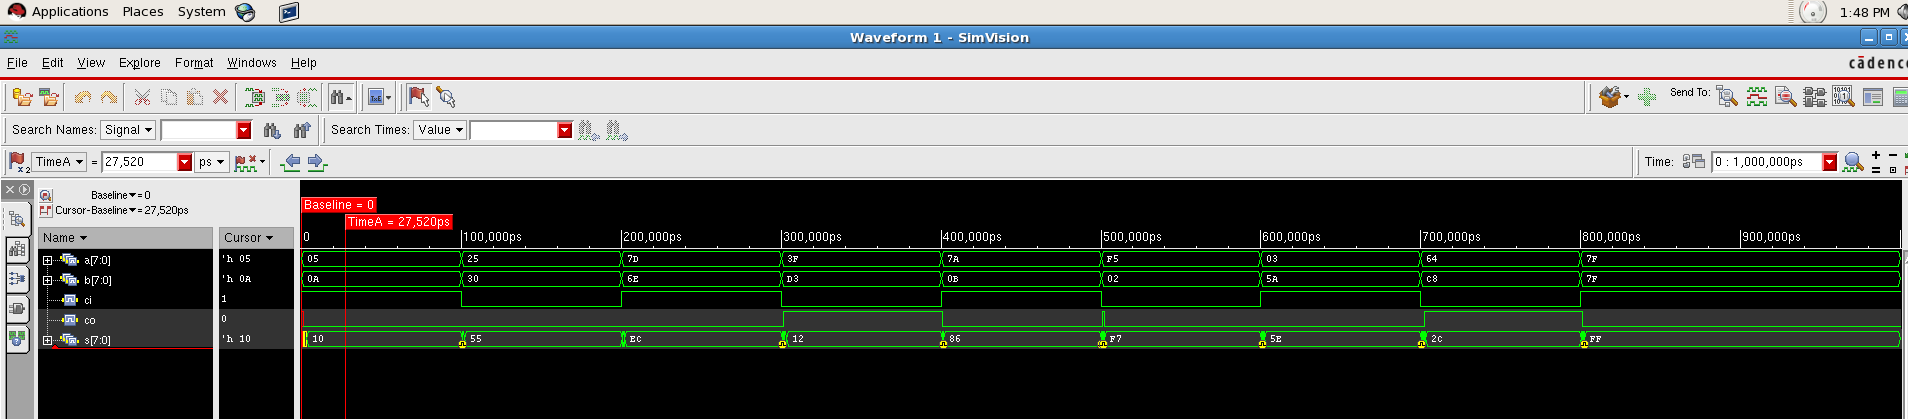 Applications Places System 1:48 PM
Waveform 1 - SimVision
File Edit View Explore Format Windows Help cādence
Send To:
Search Names: Signal Search Times: Value
TimeA = 27,520 ps Time: 0 : 1,000,000ps
Baseline = 0
Cursor-Baseline = 27,520ps
Baseline = 0
TimeA = 27,520ps
Name Cursor 0 100,000ps 200,000ps 300,000ps 400,000ps 500,000ps 600,000ps 700,000ps 800,000ps 900,000ps
a[7:0] 'h 05 05 25 7D 3F 7A F5 03 64 7F
b[7:0] 'h 0A 0A 30 6E D3 0B 02 5A C8 7F
ci 1
co 0
s[7:0] 'h 10 10 55 EC 12 86 F7 5E 2C FF